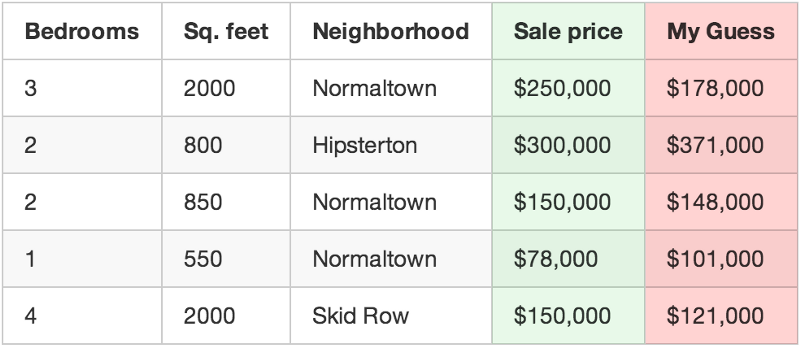 Bedrooms Sq. feet Neighborhood Sale price My Guess
3 2000 Normaltown $250,000 $178,000
2 800 Hipsterton $300,000 $371,000
2 850 Normaltown $150,000 $148,000
1 550 Normaltown $78,000 $101,000
4 2000 Skid Row $150,000 $121,000